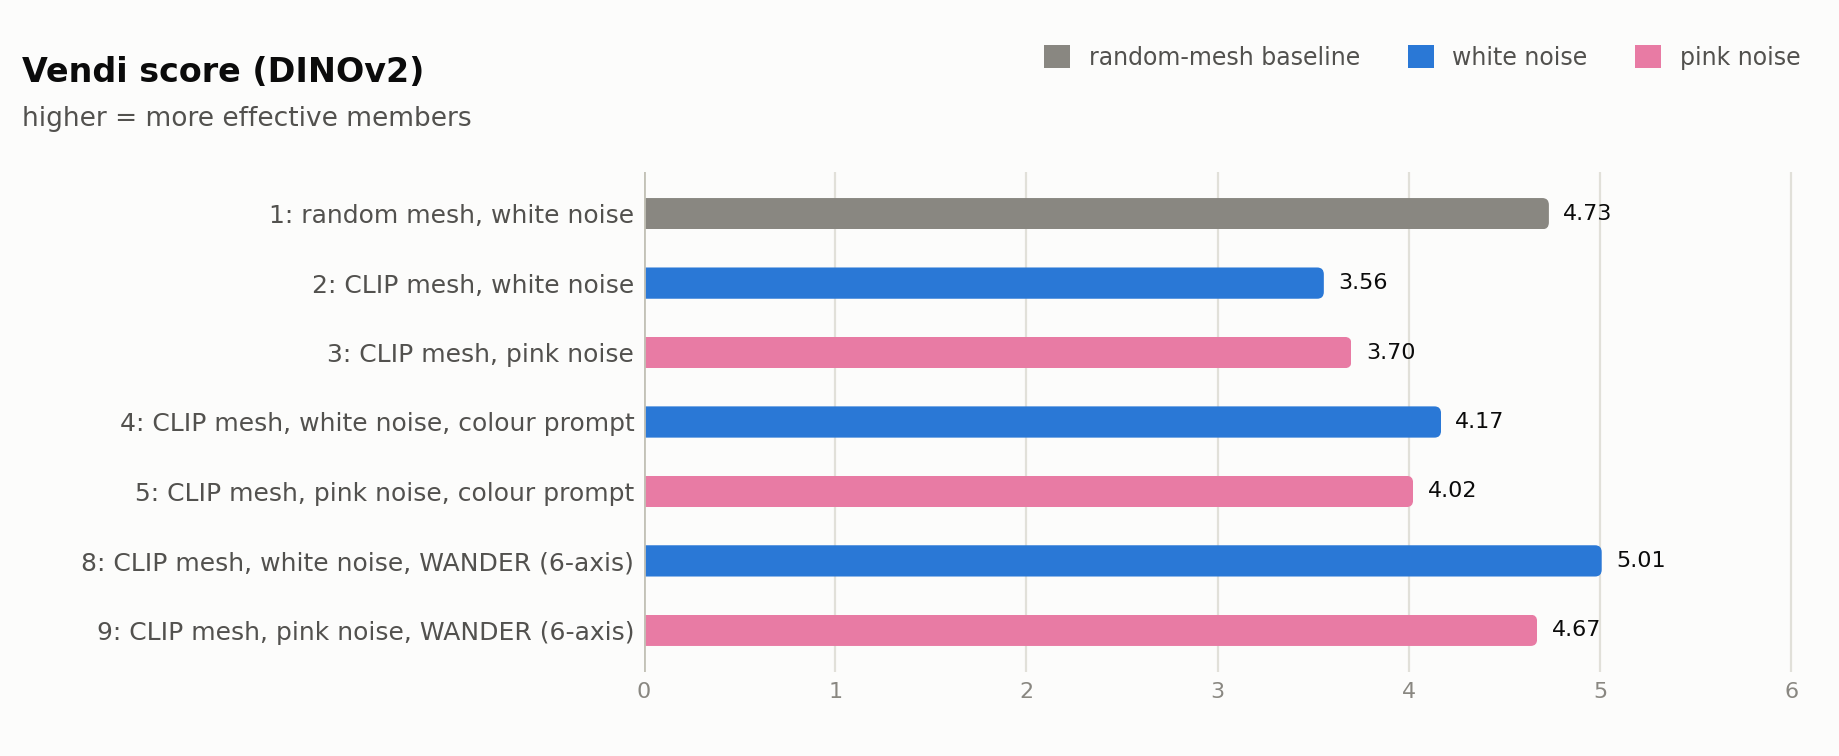 Vendi score (DINOv2)
higher = more effective members
random-mesh baseline
white noise
pink noise
1: random mesh, white noise
4.73
2: CLIP mesh, white noise
3.56
3: CLIP mesh, pink noise
3.70
4: CLIP mesh, white noise, colour prompt
4.17
5: CLIP mesh, pink noise, colour prompt
4.02
8: CLIP mesh, white noise, WANDER (6-axis)
5.01
9: CLIP mesh, pink noise, WANDER (6-axis)
4.67
0 1 2 3 4 5 6